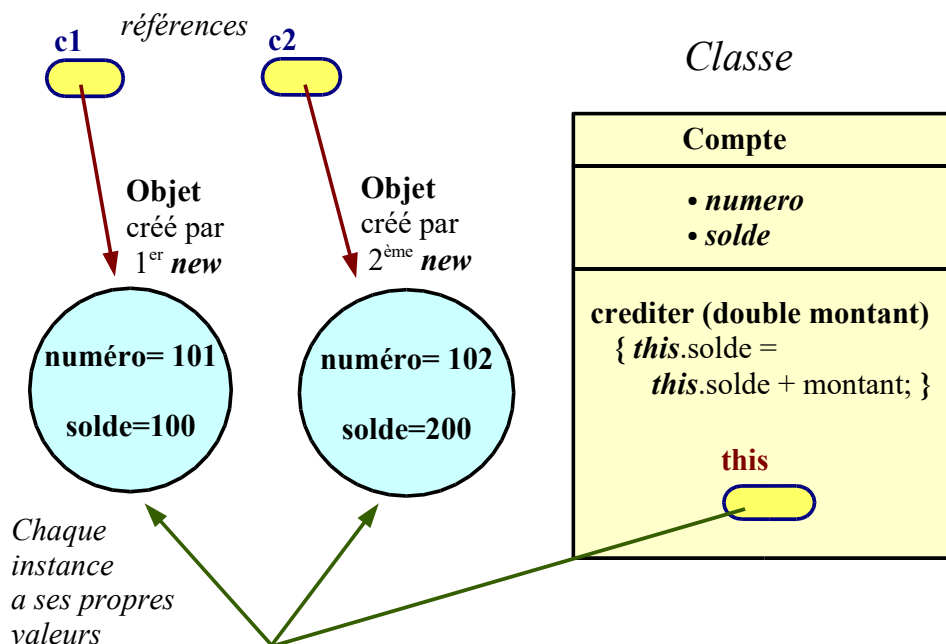 références
c1
c2
Objet
créé par
1er new
Objet
créé par
2ème new
numéro= 101
solde=100
numéro= 102
solde=200
Chaque
instance
a ses propres
valeurs
Classe
Compte
• numero
• solde
crediter (double montant)
{ this.solde =
this.solde + montant; }
this